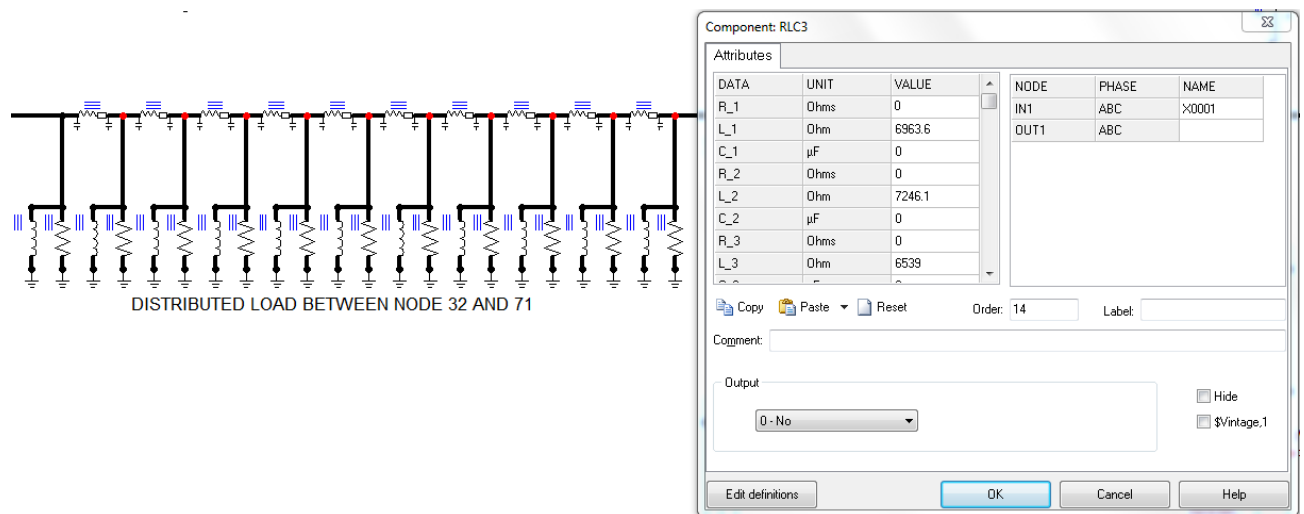 DISTRIBUTED LOAD BETWEEN NODE 32 AND 71
Component: RLC3
Attributes
DATA UNIT VALUE
R_1 Ohms 0
L_1 Ohm 6963.6
C_1 µF 0
R_2 Ohms 0
L_2 Ohm 7246.1
C_2 µF 0
R_3 Ohms 0
L_3 Ohm 6539
NODE PHASE NAME
IN1 ABC X0001
OUT1 ABC
Copy Paste Reset Order: 14 Label:
Comment:
Output
0 - No
Hide
$Vintage,1
Edit definitions OK Cancel Help